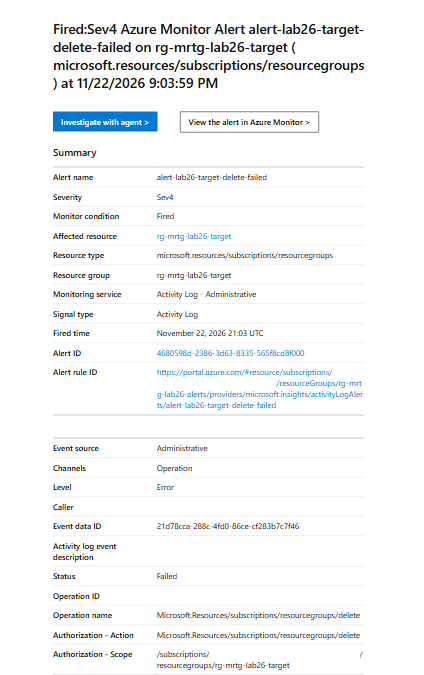 Fired:Sev4 Azure Monitor Alert alert-lab26-target-
delete-failed on rg-mrtg-lab26-target (
microsoft.resources/subscriptions/resourcegroups
) at 11/22/2026 9:03:59 PM
Investigate with agent > View the alert in Azure Monitor >
Summary
Alert name alert-lab26-target-delete-failed
Severity Sev4
Monitor condition Fired
Affected resource rg-mrtg-lab26-target
Resource type microsoft.resources/subscriptions/resourcegroups
Resource group rg-mrtg-lab26-target
Monitoring service Activity Log - Administrative
Signal type Activity Log
Fired time November 22, 2026 21:03 UTC
Alert ID 4680598d-2386-3d63-8335-565f8cd8f000
Alert rule ID https://portal.azure.com/#resource/subscriptions/
/resourceGroups/rg-mrt
g-lab26-alerts/providers/microsoft.insights/activityLogAler
ts/alert-lab26-target-delete-failed
Event source Administrative
Channels Operation
Level Error
Caller
Event data ID 21d78cca-288c-4fd0-86ce-cf283b7c7f46
Activity log event
description
Status Failed
Operation ID
Operation name Microsoft.Resources/subscriptions/resourcegroups/delete
Authorization - Action Microsoft.Resources/subscriptions/resourcegroups/delete
Authorization - Scope /subscriptions/ /
resourcegroups/rg-mrtg-lab26-target